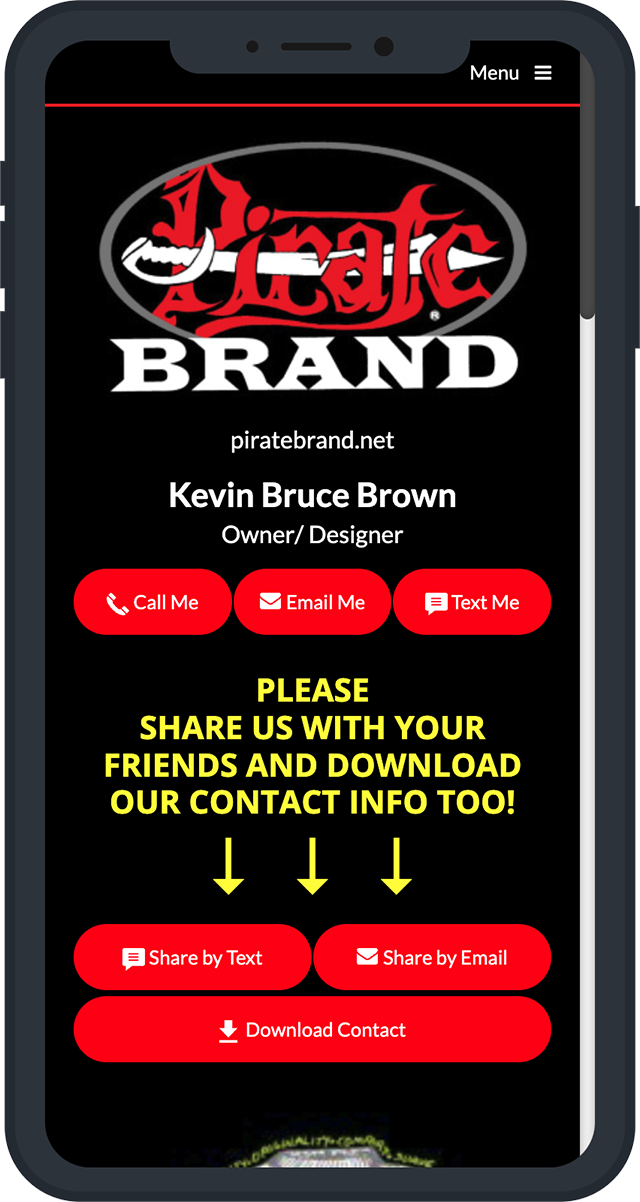 Menu
Pirate
®
BRAND
piratebrand.net
Kevin Bruce Brown
Owner/ Designer
Call Me
Email Me
Text Me
PLEASE
SHARE US WITH YOUR
FRIENDS AND DOWNLOAD
OUR CONTACT INFO TOO!
Share by Text
Share by Email
Download Contact
ORIGINALITY